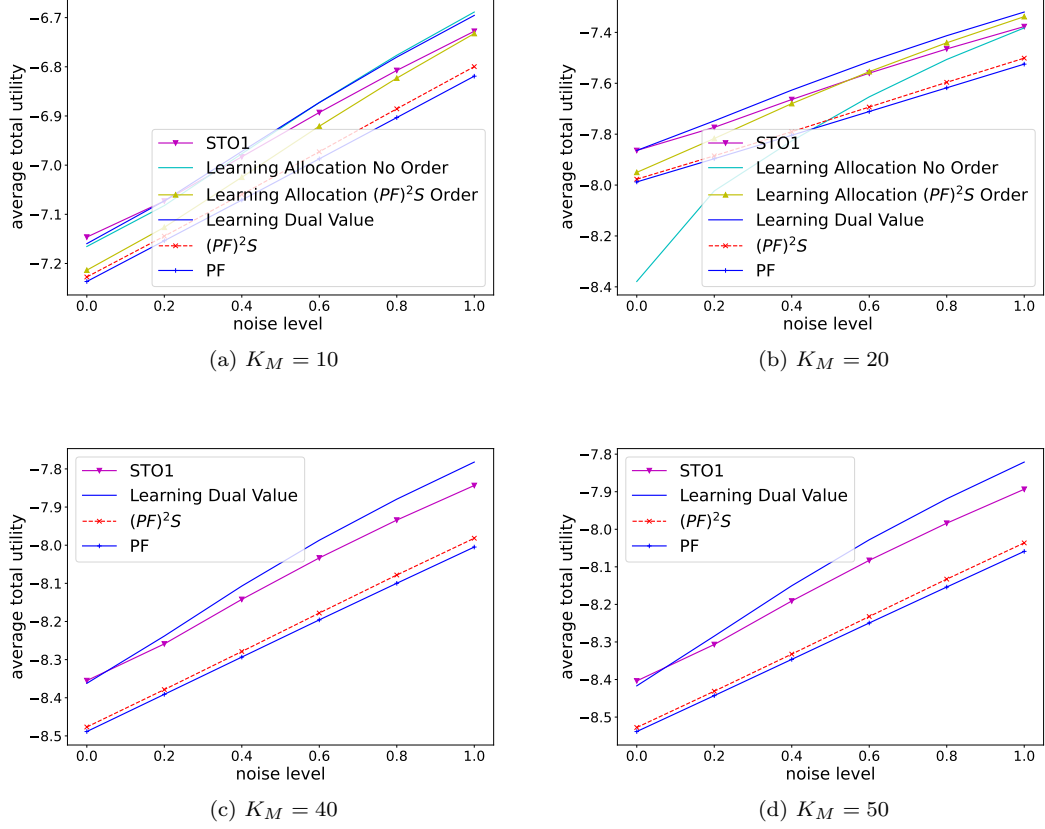 −6.7
−6.8
−6.9
−7.0
−7.1
−7.2
average total utility
STO1
Learning Allocation No Order
Learning Allocation (PF)²S Order
Learning Dual Value
(PF)²S
PF
0.0 0.2 0.4 0.6 0.8 1.0
noise level
(a) K_M = 10
−7.4
−7.6
−7.8
−8.0
−8.2
−8.4
average total utility
STO1
Learning Allocation No Order
Learning Allocation (PF)²S Order
Learning Dual Value
(PF)²S
PF
0.0 0.2 0.4 0.6 0.8 1.0
noise level
(b) K_M = 20
−7.8
−7.9
−8.0
−8.1
−8.2
−8.3
−8.4
−8.5
average total utility
STO1
Learning Dual Value
(PF)²S
PF
0.0 0.2 0.4 0.6 0.8 1.0
noise level
(c) K_M = 40
−7.8
−7.9
−8.0
−8.1
−8.2
−8.3
−8.4
−8.5
average total utility
STO1
Learning Dual Value
(PF)²S
PF
0.0 0.2 0.4 0.6 0.8 1.0
noise level
(d) K_M = 50